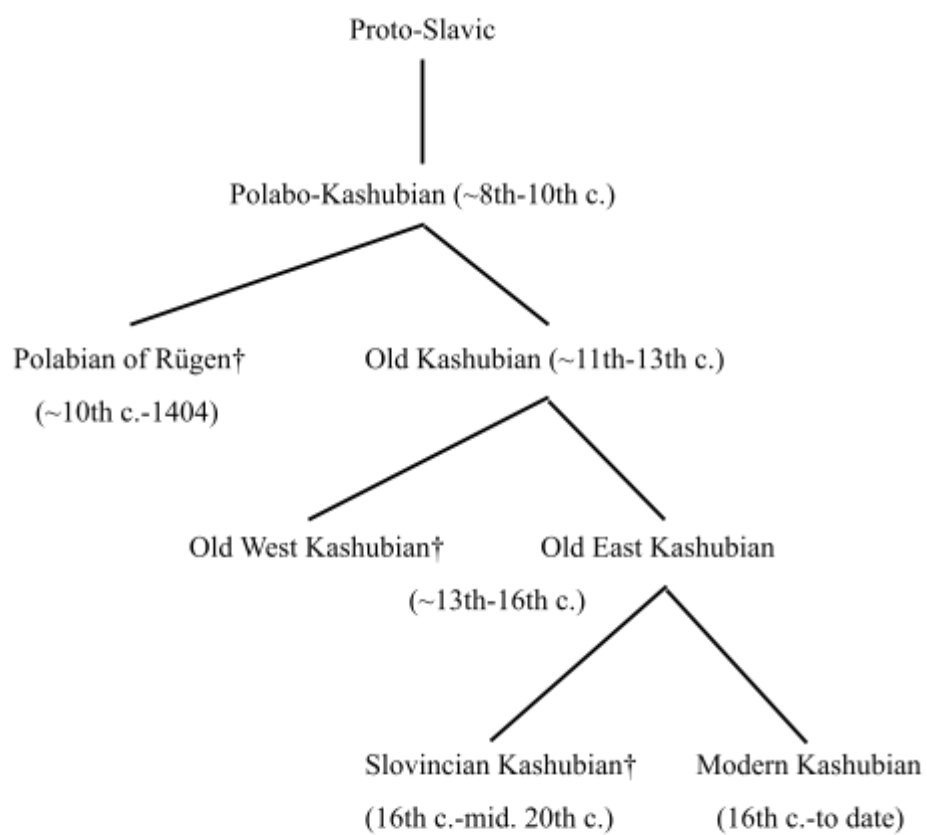 Proto-Slavic
Polabo-Kashubian (~8th-10th c.)
Polabian of Rügen† Old Kashubian (~11th-13th c.)
(~10th c.-1404)
Old West Kashubian† Old East Kashubian
(~13th-16th c.)
Slovincian Kashubian† Modern Kashubian
(16th c.-mid. 20th c.) (16th c.-to date)